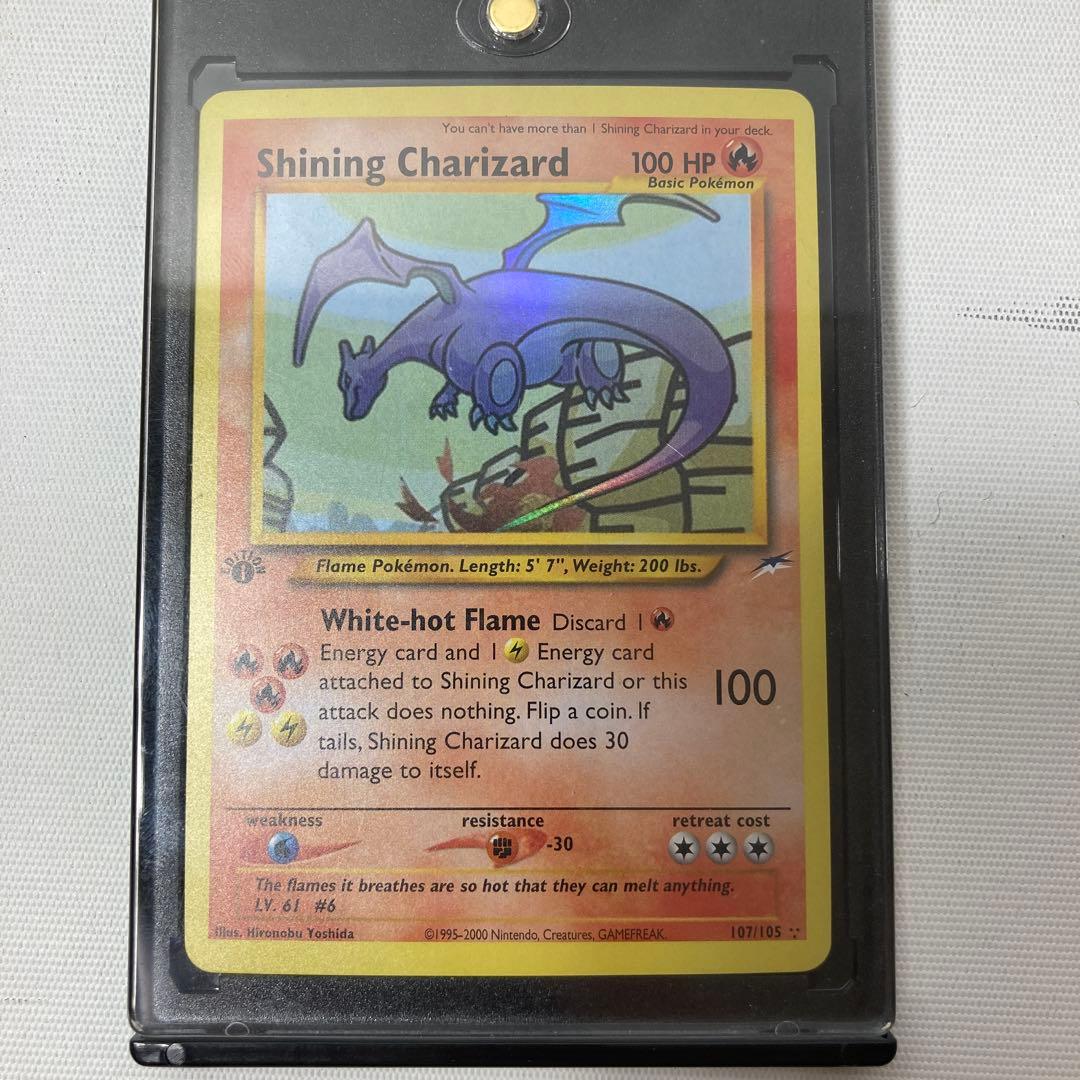 You can't have more than 1 Shining Charizard in your deck.
Shining Charizard 100 HP
Basic Pokémon
EDITION
1
Flame Pokémon. Length: 5' 7", Weight: 200 lbs.
White-hot Flame Discard 1
Energy card and 1 Energy card
attached to Shining Charizard or this
attack does nothing. Flip a coin. If
tails, Shining Charizard does 30
damage to itself.
100
weakness resistance retreat cost
-30
The flames it breathes are so hot that they can melt anything.
LV. 61 #6
Illus. Hironobu Yoshida ©1995-2000 Nintendo, Creatures, GAMEFREAK. 107/105